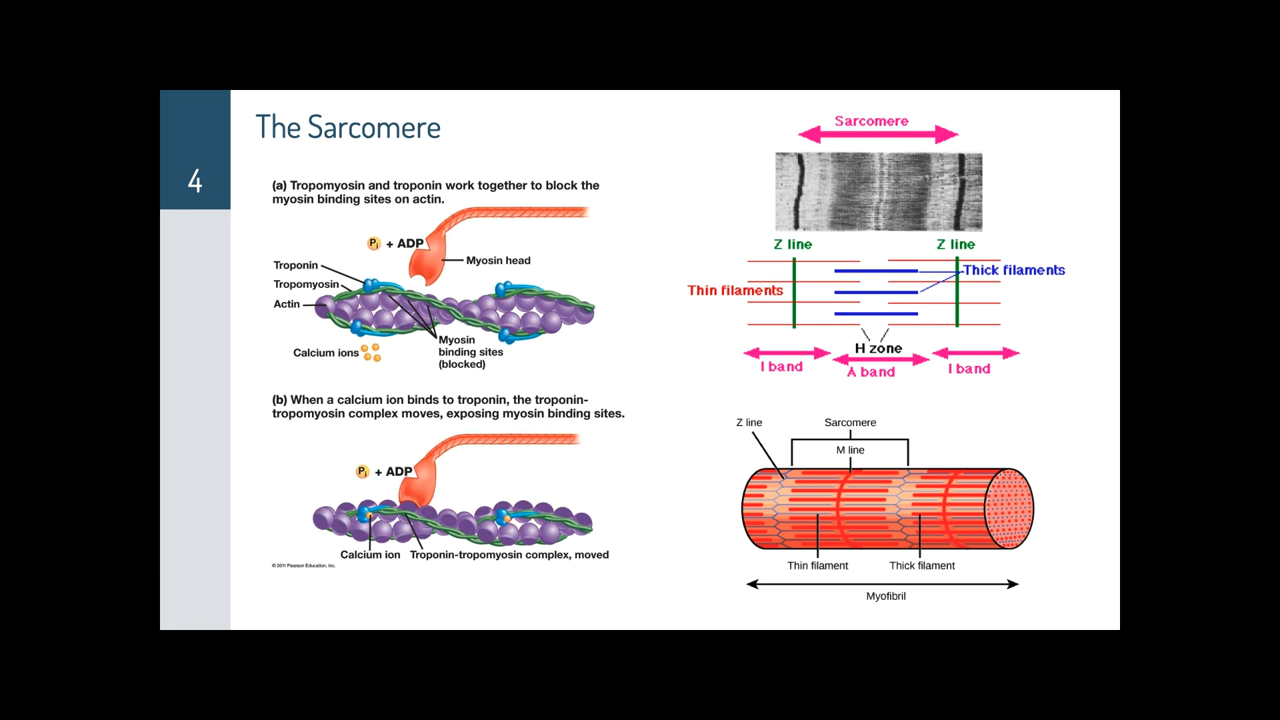 The Sarcomere
4
(a) Tropomyosin and troponin work together to block the
myosin binding sites on actin.
Pi + ADP
Myosin head
Troponin
Tropomyosin
Actin
Calcium ions
Myosin
binding sites
(blocked)
(b) When a calcium ion binds to troponin, the troponin-
tropomyosin complex moves, exposing myosin binding sites.
Pi + ADP
Calcium ion
Troponin-tropomyosin complex, moved
© 2011 Pearson Education, Inc.
Sarcomere
Z line
Z line
Thick filaments
Thin filaments
H zone
I band
A band
I band
Z line
Sarcomere
M line
Thin filament
Thick filament
Myofibril